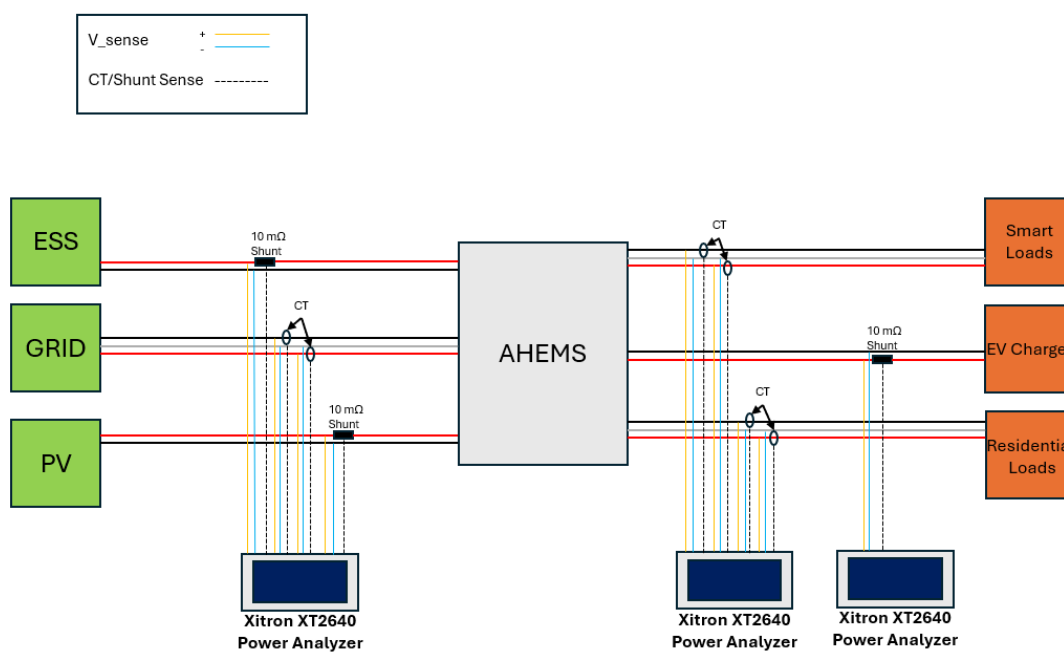 V_sense
+
-
CT/Shunt Sense
ESS
10 mΩ
Shunt
CT
GRID
10 mΩ
Shunt
PV
AHEMS
CT
Smart
Loads
10 mΩ
Shunt
EV Charge
CT
Residentia
Loads
Xitron XT2640
Power Analyzer
Xitron XT2640
Power Analyzer
Xitron XT2640
Power Analyzer